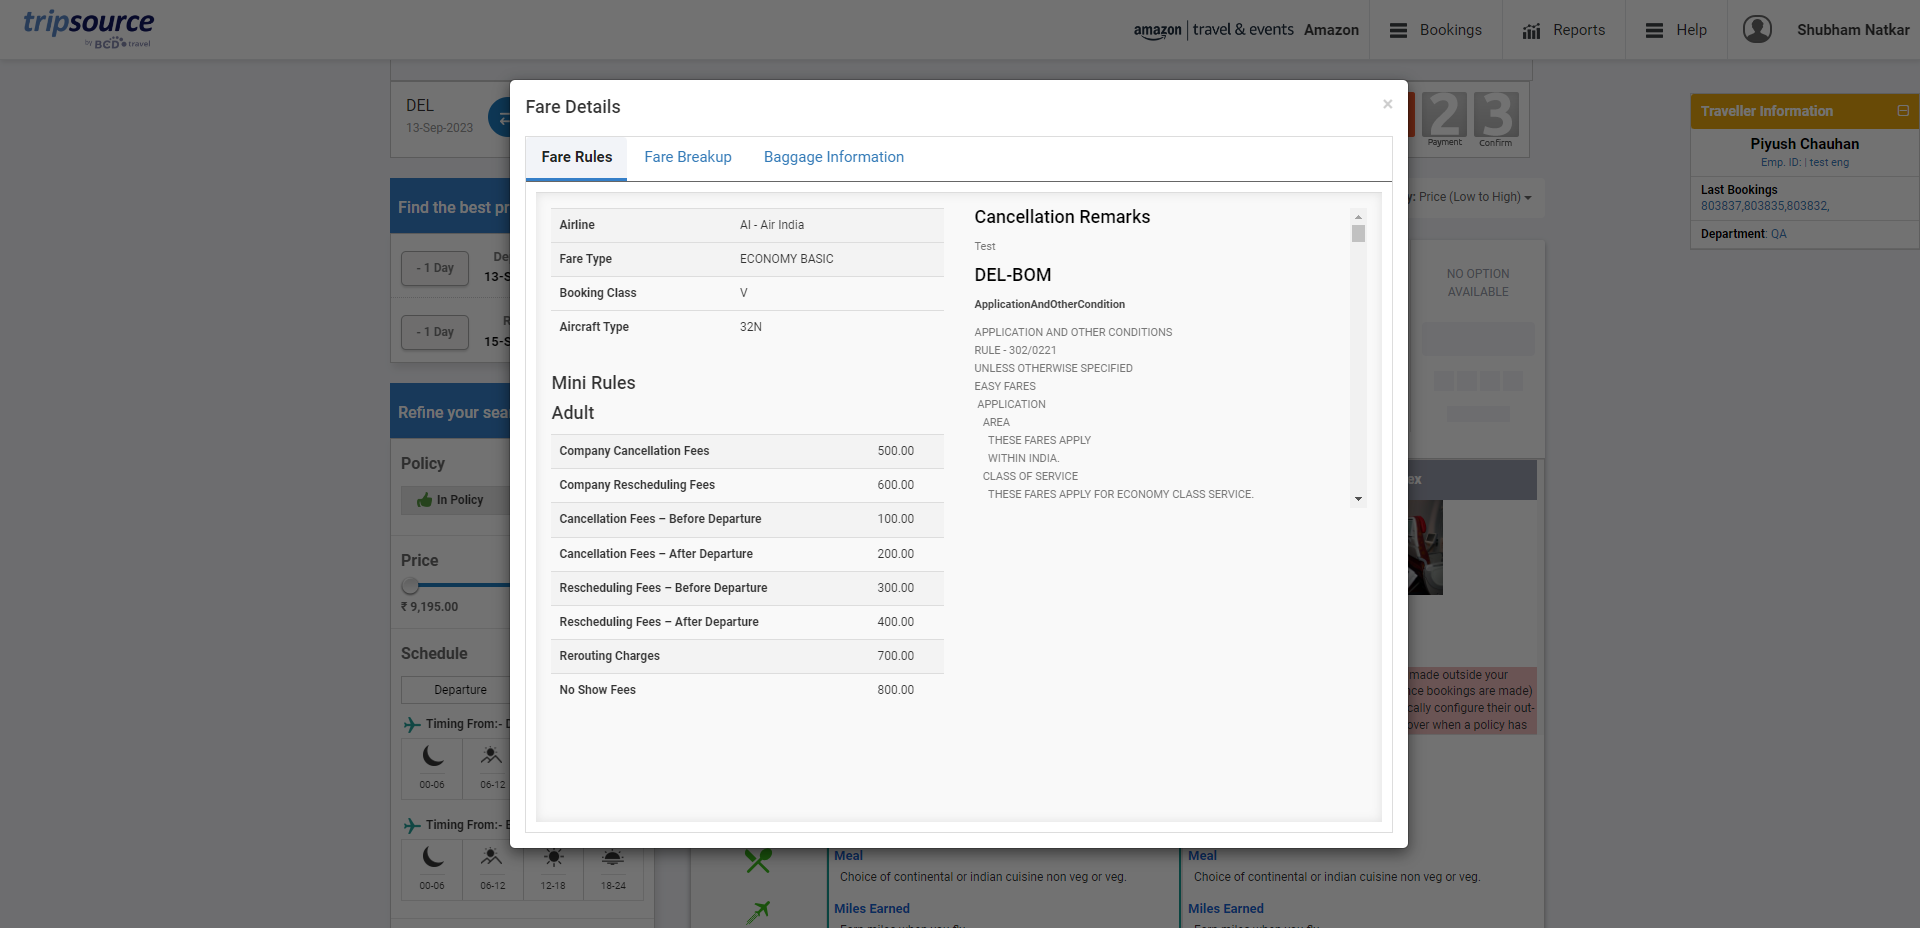 tripsource
by BCD travel
amazon | travel & events Amazon
Bookings
Reports
Help
Shubham Natkar
DEL
13-Sep-2023
2 3
Payment Confirm
Traveller Information
Piyush Chauhan
Emp. ID: | test eng
Last Bookings
803837,803835,803832,
Department: QA
Find the best pr
y: Price (Low to High)
- 1 Day
De
13-S
- 1 Day
R
15-S
NO OPTION
AVAILABLE
Refine your sear
Policy
In Policy
Price
₹ 9,195.00
Schedule
Departure
Timing From:- D
00-06 06-12
Timing From:-
00-06 06-12 12-18 18-24
Fare Details
×
Fare Rules Fare Breakup Baggage Information
Airline AI - Air India
Fare Type ECONOMY BASIC
Booking Class V
Aircraft Type 32N
Mini Rules
Adult
Company Cancellation Fees 500.00
Company Rescheduling Fees 600.00
Cancellation Fees – Before Departure 100.00
Cancellation Fees – After Departure 200.00
Rescheduling Fees – Before Departure 300.00
Rescheduling Fees – After Departure 400.00
Rerouting Charges 700.00
No Show Fees 800.00
Cancellation Remarks
Test
DEL-BOM
ApplicationAndOtherCondition
APPLICATION AND OTHER CONDITIONS
RULE - 302/0221
UNLESS OTHERWISE SPECIFIED
EASY FARES
APPLICATION
AREA
THESE FARES APPLY
WITHIN INDIA.
CLASS OF SERVICE
THESE FARES APPLY FOR ECONOMY CLASS SERVICE.
ex
made outside your
nce bookings are made)
cally configure their out-
over when a policy has
Meal Meal
Choice of continental or indian cuisine non veg or veg. Choice of continental or indian cuisine non veg or veg.
Miles Earned Miles Earned